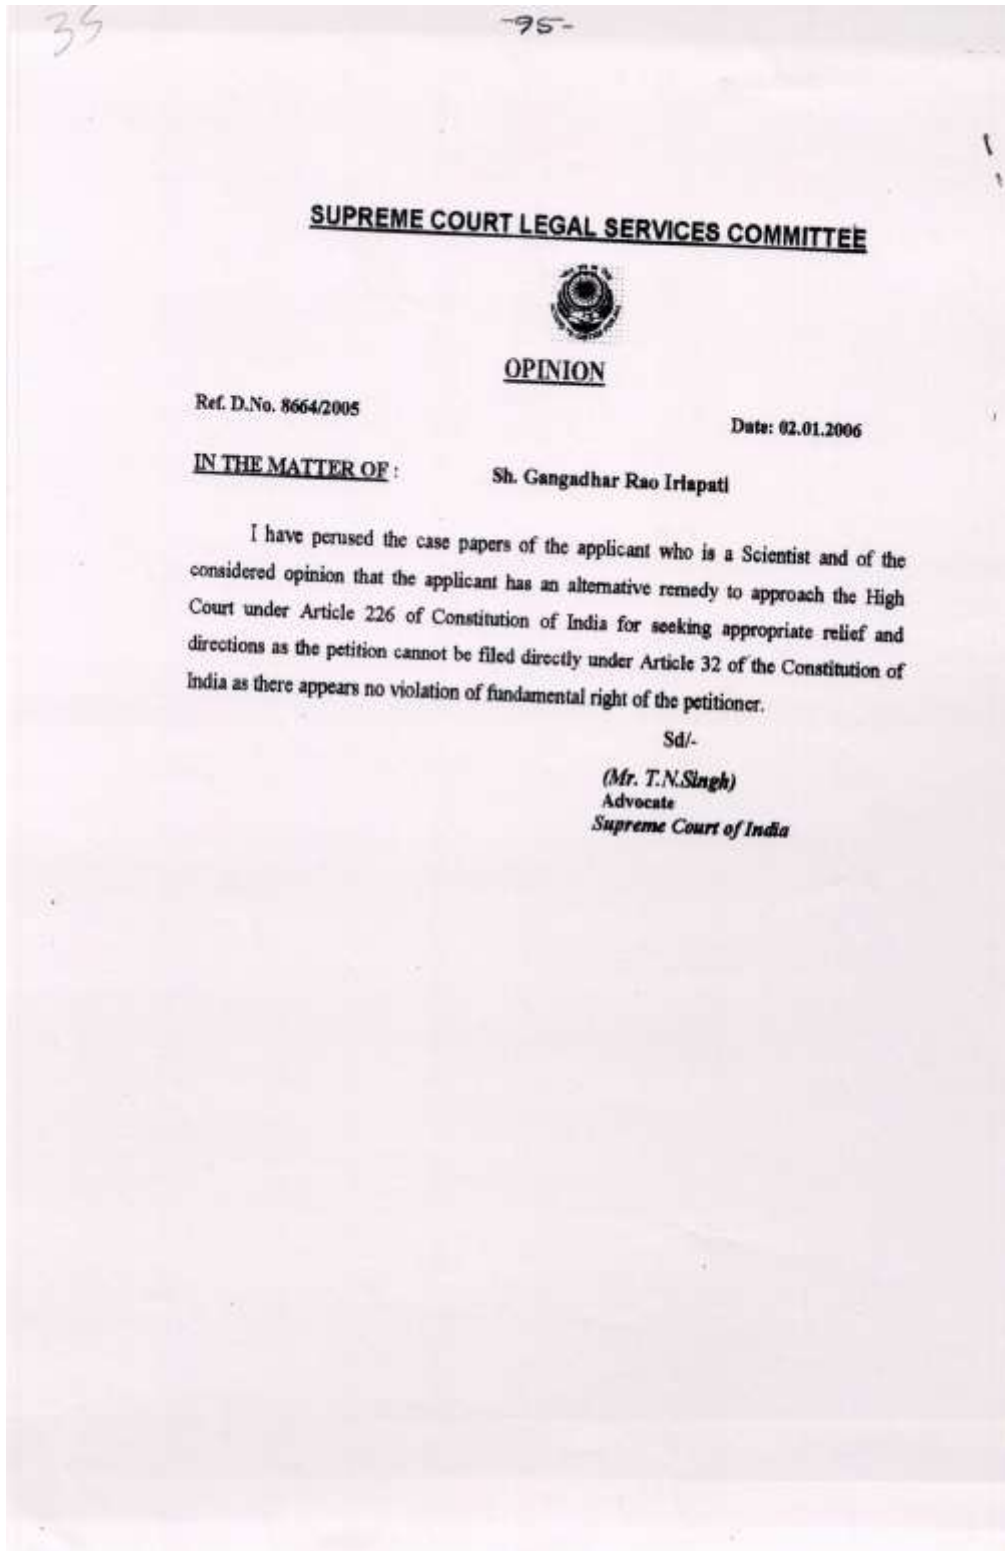 35
-95-
SUPREME COURT LEGAL SERVICES COMMITTEE
OPINION
Ref. D.No. 8664/2005
Date: 02.01.2006
IN THE MATTER OF :
Sh. Gangadhar Rao Irlapati
I have perused the case papers of the applicant who is a Scientist and of the
considered opinion that the applicant has an alternative remedy to approach the High
Court under Article 226 of Constitution of India for seeking appropriate relief and
directions as the petition cannot be filed directly under Article 32 of the Constitution of
India as there appears no violation of fundamental right of the petitioner.
Sd/-
(Mr. T.N.Singh)
Advocate
Supreme Court of India